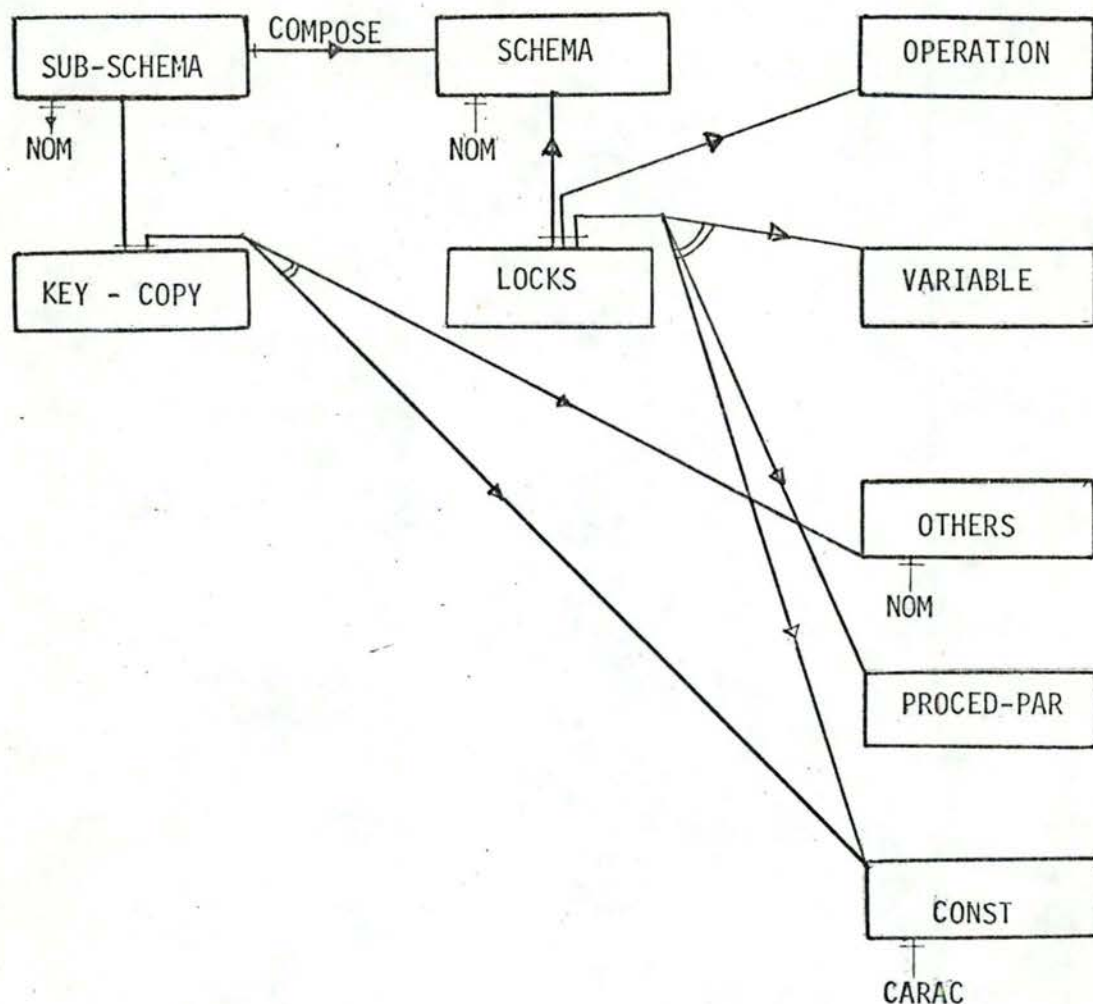 COMPOSE
SUB-SCHEMA
SCHEMA
OPERATION
NOM
NOM
KEY - COPY
LOCKS
VARIABLE
OTHERS
NOM
PROCED-PAR
CONST
CARAC